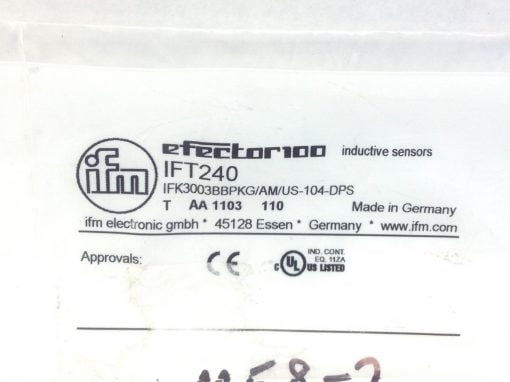 ifm
efector100 inductive sensors
IFT240
IFK3003BBPKG/AM/US-104-DPS
T AA 1103 110 Made in Germany
ifm electronic gmbh * 45128 Essen * Germany * www.ifm.com
Approvals: CE c UL US LISTED IND. CONT. EQ. 11ZA